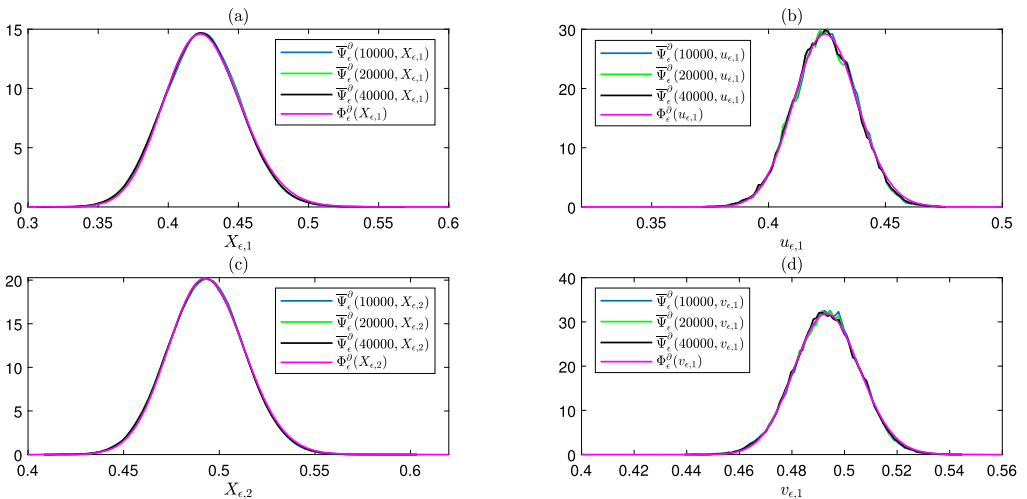 (a)
15
10
5
0
0.3 0.35 0.4 0.45 0.5 0.55 0.6
X_{ϵ,1}
Ψ̅_ϵ^∂(10000, X_{ϵ,1})
Ψ̅_ϵ^∂(20000, X_{ϵ,1})
Ψ̅_ϵ^∂(40000, X_{ϵ,1})
Φ_ϵ^∂(X_{ϵ,1})
(b)
30
20
10
0
0.35 0.4 0.45 0.5
u_{ϵ,1}
Ψ̅_ϵ^∂(10000, u_{ϵ,1})
Ψ̅_ϵ^∂(20000, u_{ϵ,1})
Ψ̅_ϵ^∂(40000, u_{ϵ,1})
Φ_ϵ^∂(u_{ϵ,1})
(c)
20
15
10
5
0
0.4 0.45 0.5 0.55 0.6
X_{ϵ,2}
Ψ̅_ϵ^∂(10000, X_{ϵ,2})
Ψ̅_ϵ^∂(20000, X_{ϵ,2})
Ψ̅_ϵ^∂(40000, X_{ϵ,2})
Φ_ϵ^∂(X_{ϵ,2})
(d)
40
30
20
10
0
0.4 0.42 0.44 0.46 0.48 0.5 0.52 0.54 0.56
v_{ϵ,1}
Ψ̅_ϵ^∂(10000, v_{ϵ,1})
Ψ̅_ϵ^∂(20000, v_{ϵ,1})
Ψ̅_ϵ^∂(40000, v_{ϵ,1})
Φ_ϵ^∂(v_{ϵ,1})